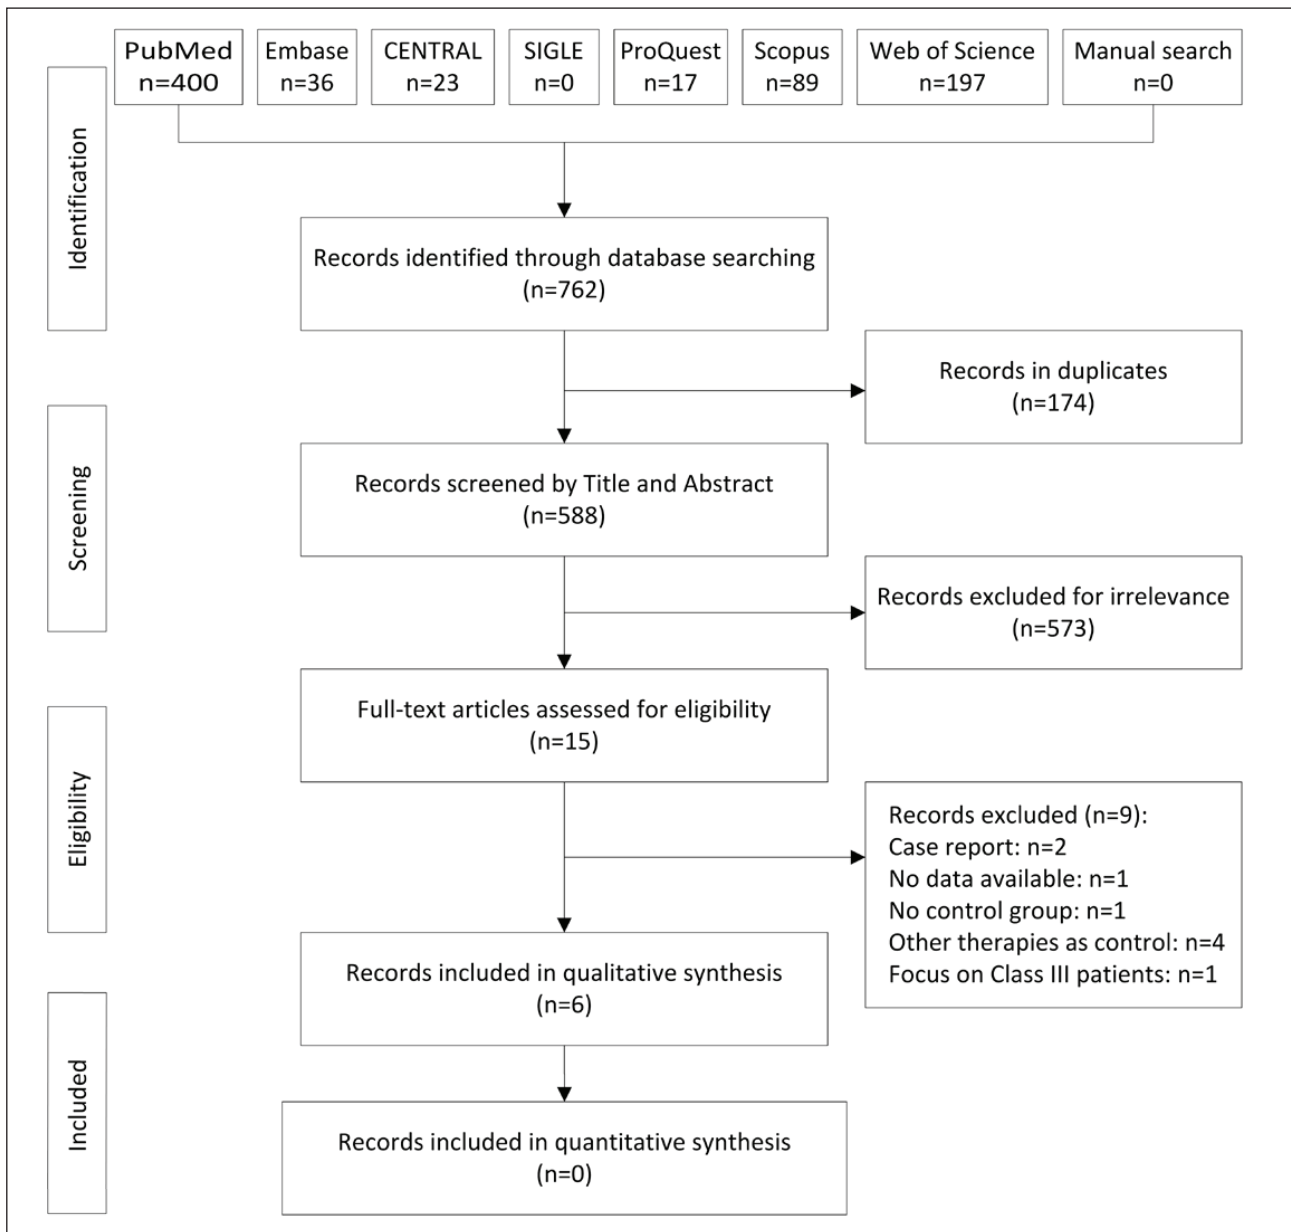 PubMed
n=400
Embase
n=36
CENTRAL
n=23
SIGLE
n=0
ProQuest
n=17
Scopus
n=89
Web of Science
n=197
Manual search
n=0
Identification
Records identified through database searching
(n=762)
Records in duplicates
(n=174)
Screening
Records screened by Title and Abstract
(n=588)
Records excluded for irrelevance
(n=573)
Eligibility
Full-text articles assessed for eligibility
(n=15)
Records excluded (n=9):
Case report: n=2
No data available: n=1
No control group: n=1
Other therapies as control: n=4
Focus on Class III patients: n=1
Records included in qualitative synthesis
(n=6)
Included
Records included in quantitative synthesis
(n=0)